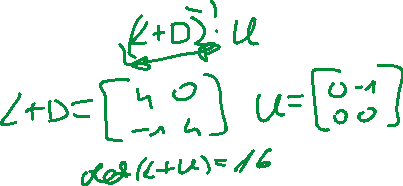 (L+D)⁻¹·U
L+D=[4 0; -1 4] U=[0 -1; 0 0]
det(L+U)=16